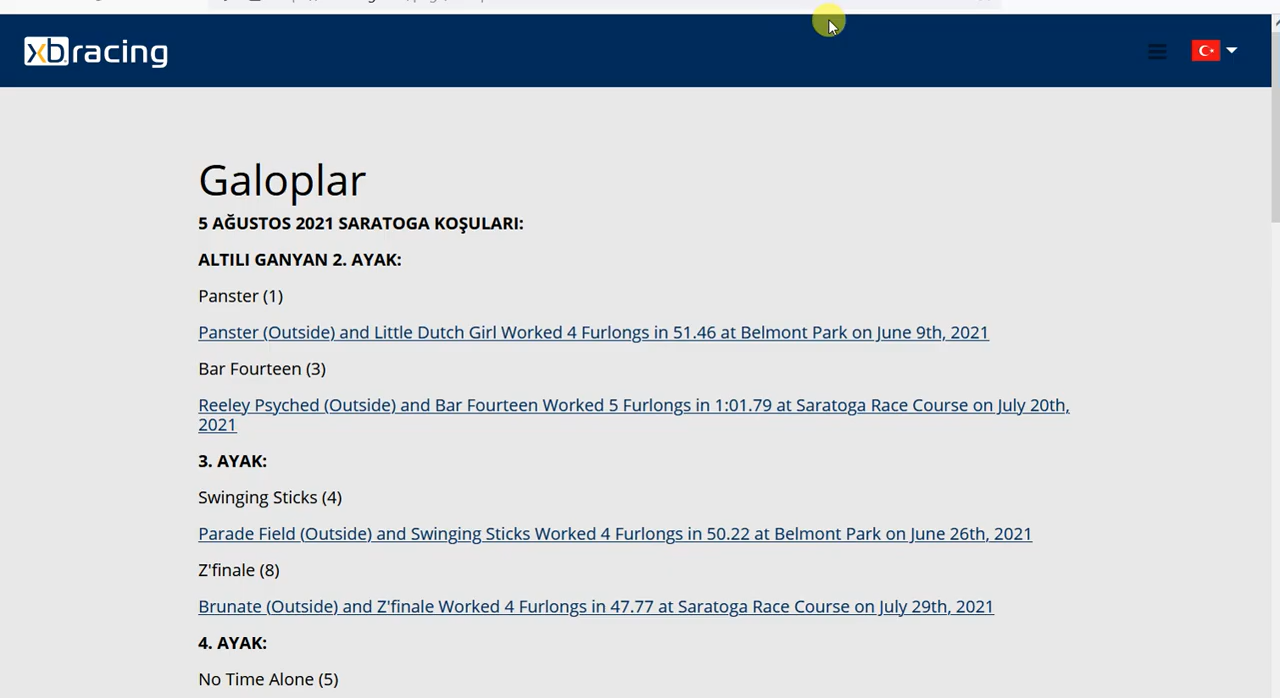 xb racing
Galoplar
5 AĞUSTOS 2021 SARATOGA KOŞULARI:
ALTILI GANYAN 2. AYAK:
Panster (1)
Panster (Outside) and Little Dutch Girl Worked 4 Furlongs in 51.46 at Belmont Park on June 9th, 2021
Bar Fourteen (3)
Reeley Psyched (Outside) and Bar Fourteen Worked 5 Furlongs in 1:01.79 at Saratoga Race Course on July 20th,
2021
3. AYAK:
Swinging Sticks (4)
Parade Field (Outside) and Swinging Sticks Worked 4 Furlongs in 50.22 at Belmont Park on June 26th, 2021
Z'finale (8)
Brunate (Outside) and Z'finale Worked 4 Furlongs in 47.77 at Saratoga Race Course on July 29th, 2021
4. AYAK:
No Time Alone (5)